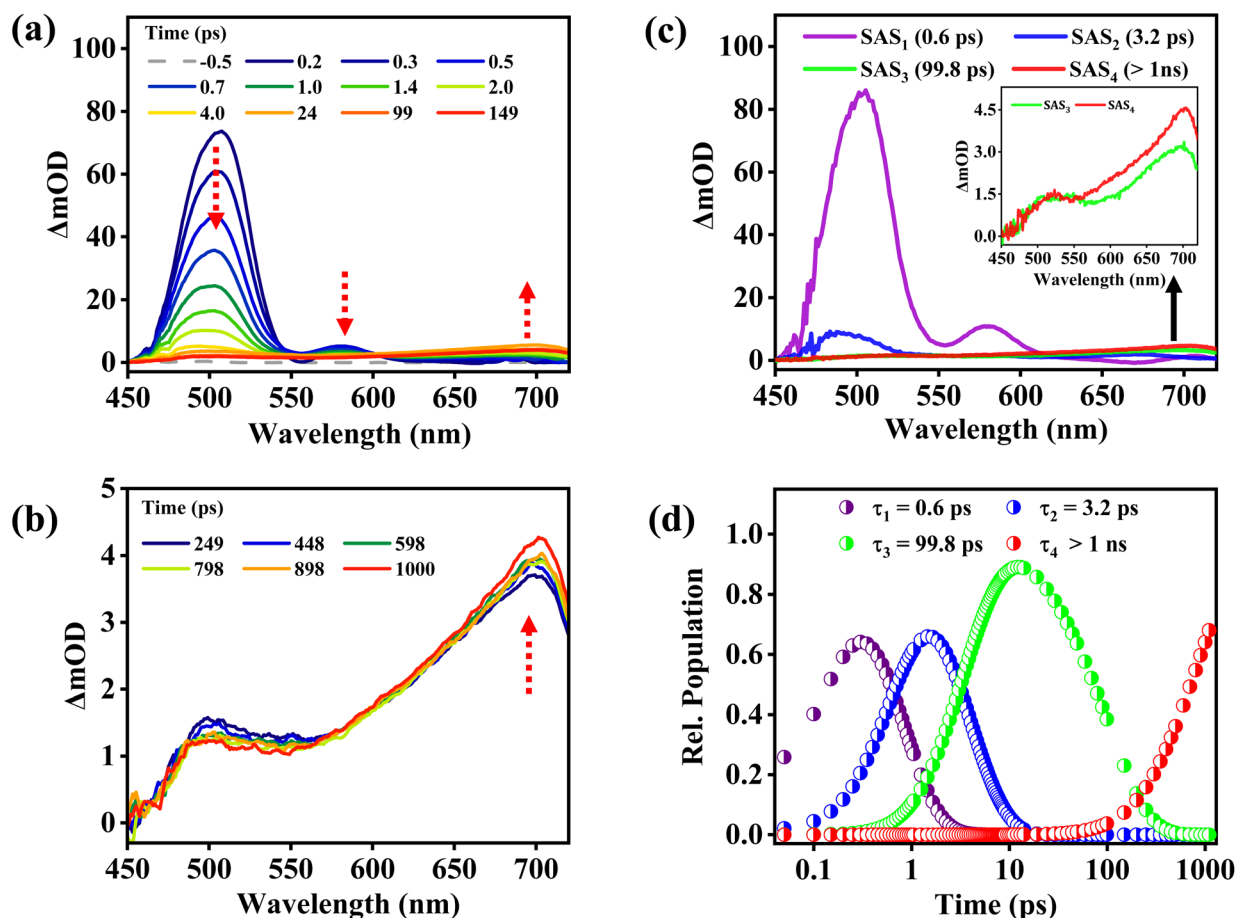 (a)
Time (ps)
-0.5 0.2 0.3 0.5
0.7 1.0 1.4 2.0
4.0 24 99 149
100
80
60
40
20
0
ΔmOD
450 500 550 600 650 700
Wavelength (nm)
(c)
SAS1 (0.6 ps) SAS2 (3.2 ps)
SAS3 (99.8 ps) SAS4 (> 1ns)
100
80
60
40
20
0
ΔmOD
SAS3 SAS4
4.5
3.0
1.5
0.0
ΔmOD
450 500 550 600 650 700
Wavelength (nm)
450 500 550 600 650 700
Wavelength (nm)
(b)
Time (ps)
249 448 598
798 898 1000
5
4
3
2
1
0
ΔmOD
450 500 550 600 650 700
Wavelength (nm)
(d)
τ1 = 0.6 ps τ2 = 3.2 ps
τ3 = 99.8 ps τ4 > 1 ns
1.0
0.8
0.6
0.4
0.2
0.0
Rel. Population
0.1 1 10 100 1000
Time (ps)